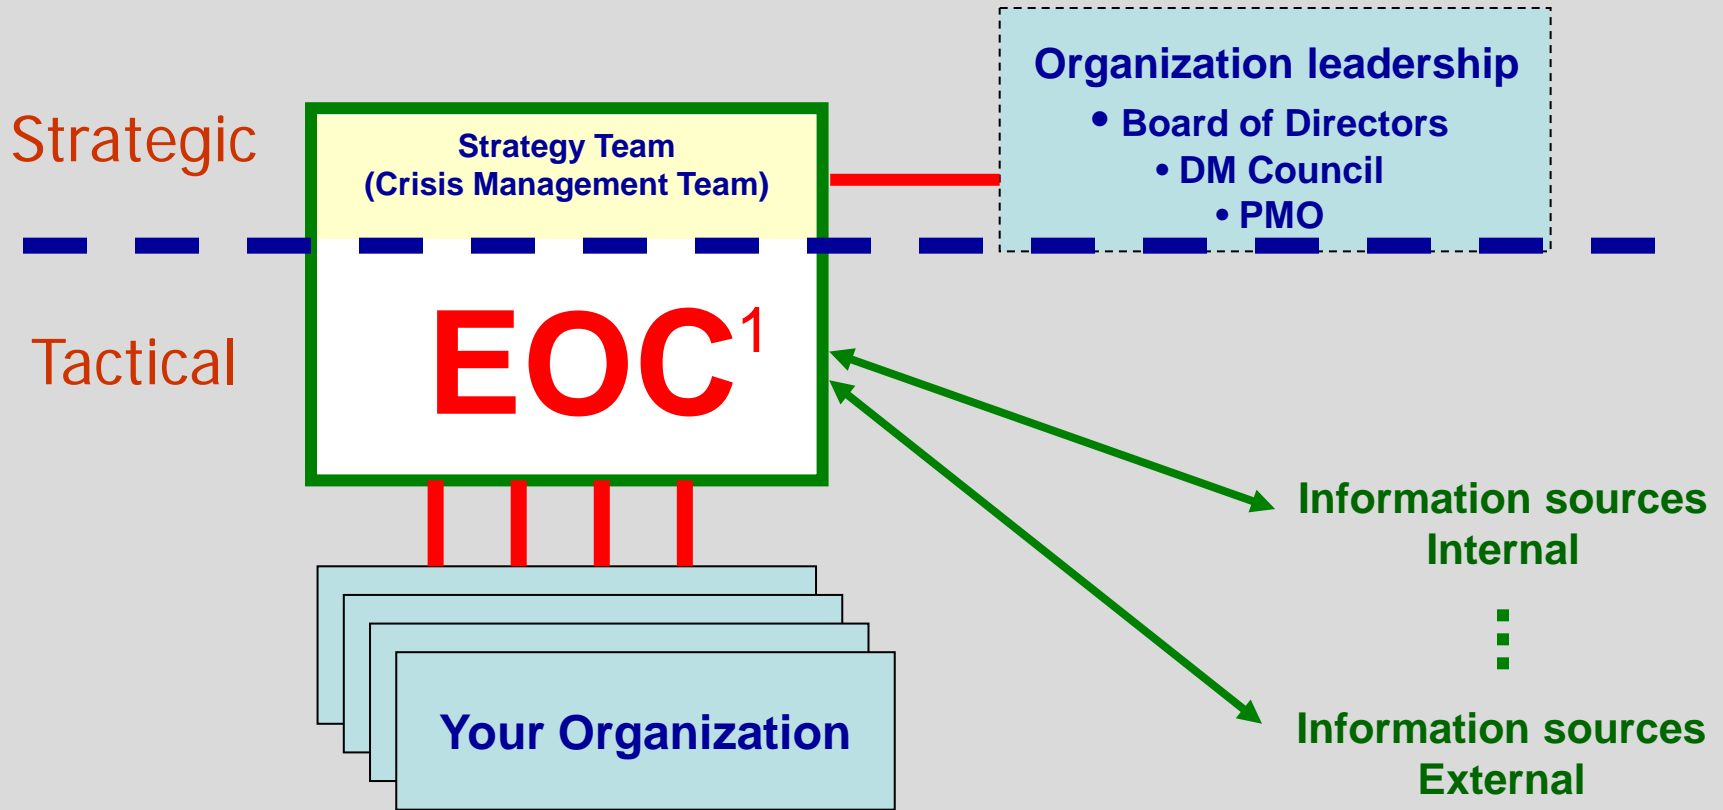 Organization leadership
• Board of Directors
• DM Council
• PMO
Strategic
Strategy Team
(Crisis Management Team)
EOC1
Tactical
Information sources
Internal
Your Organization
Information sources
External